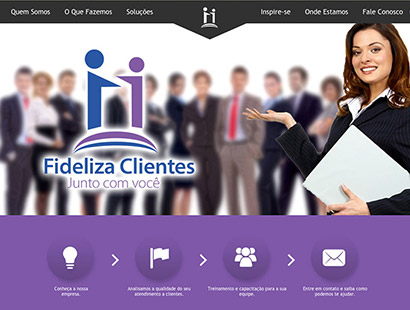 Quem Somos
O Que Fazemos
Soluções
Inspire-se
Onde Estamos
Fale Conosco
Fideliza Clientes
Junto com você
Conheça a nossa
empresa.
Analisamos a qualidade do seu
atendimento a clientes.
Treinamento e capacitação para a sua
equipe.
Entre em contato e saiba como
podemos te ajudar.